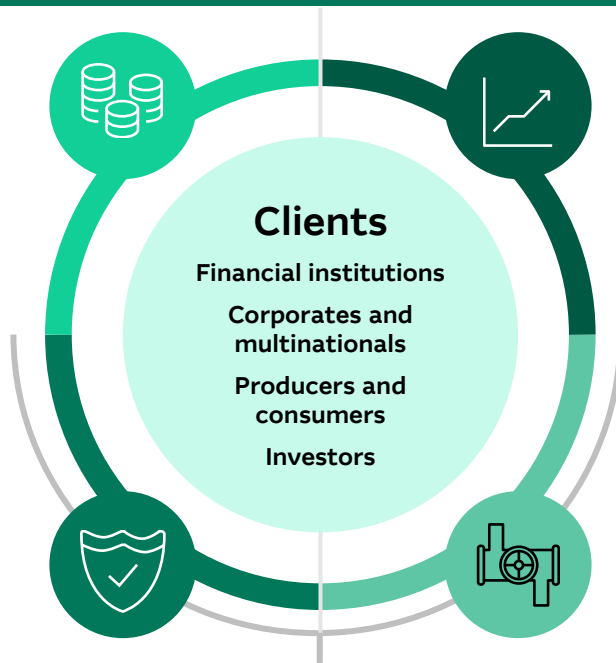 Clients
Financial institutions
Corporates and
multinationals
Producers and
consumers
Investors